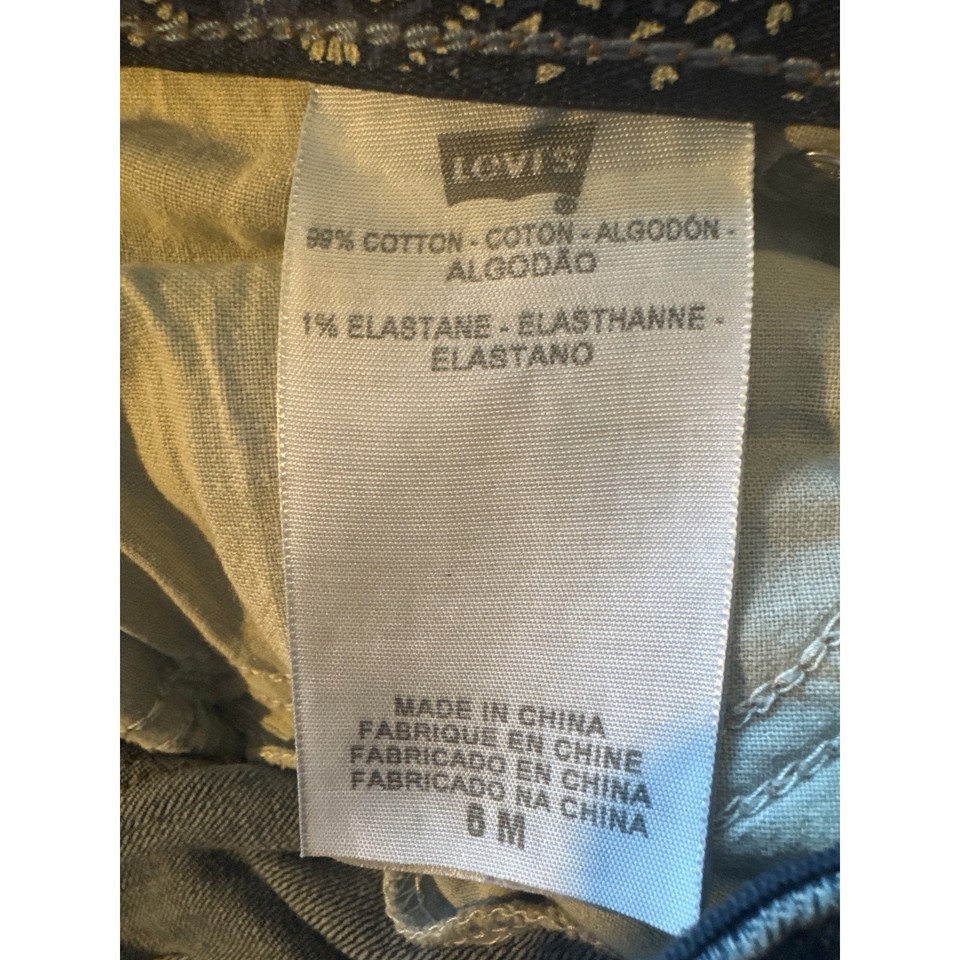 LEVI'S
®
99% COTTON - COTON - ALGODÓN -
ALGODÃO
1% ELASTANE - ÉLASTHANNE -
ELASTANO
MADE IN CHINA
FABRIQUE EN CHINE
FABRICADO EN CHINA
FABRICADO NA CHINA
6 M